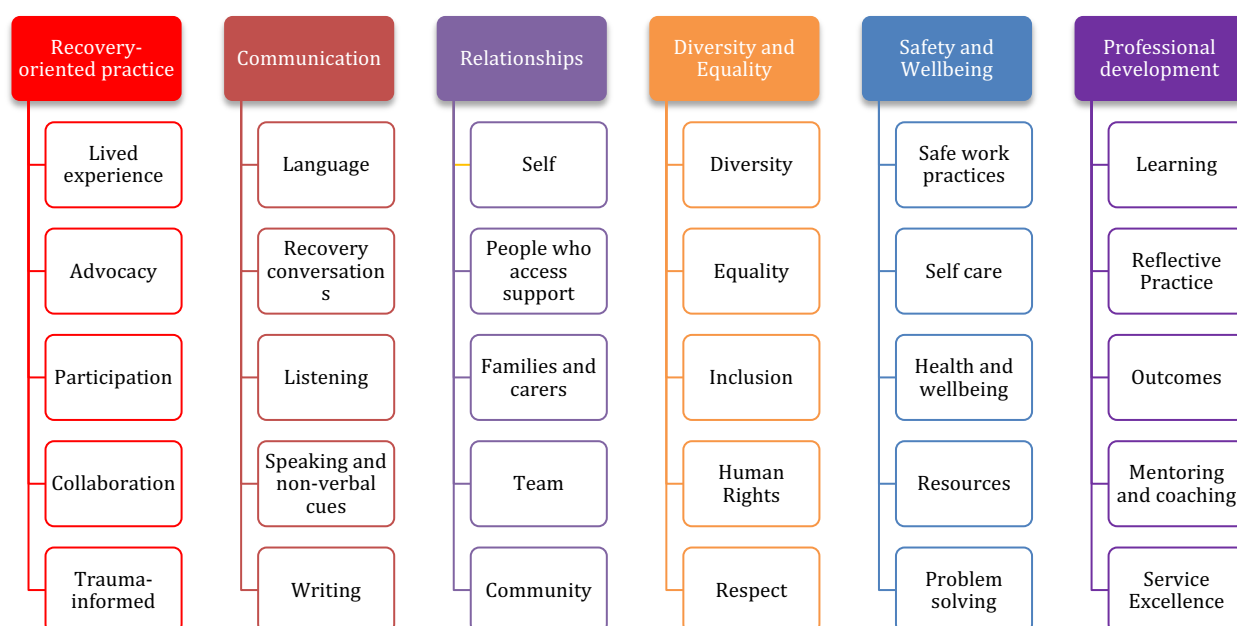 Recovery-
oriented practice
Lived
experience
Advocacy
Participation
Collaboration
Trauma-
informed
Communication
Language
Recovery
conversation
s
Listening
Speaking and
non-verbal
cues
Writing
Relationships
Self
People who
access
support
Families and
carers
Team
Community
Diversity and
Equality
Diversity
Equality
Inclusion
Human
Rights
Respect
Safety and
Wellbeing
Safe work
practices
Self care
Health and
wellbeing
Resources
Problem
solving
Professional
development
Learning
Reflective
Practice
Outcomes
Mentoring
and coaching
Service
Excellence